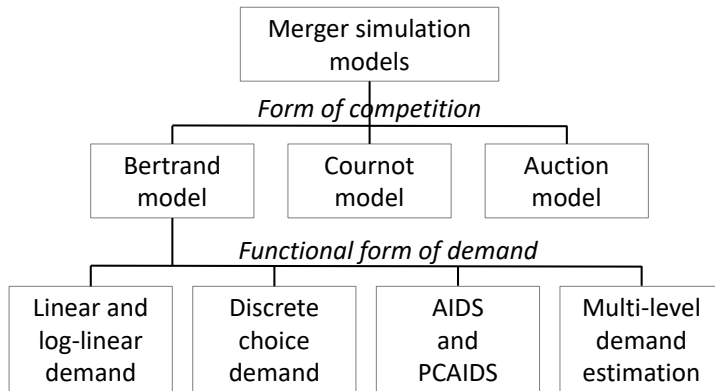 Merger simulation
models
Form of competition
Bertrand
model
Cournot
model
Auction
model
Functional form of demand
Linear and
log-linear
demand
Discrete
choice
demand
AIDS
and
PCAIDS
Multi-level
demand
estimation